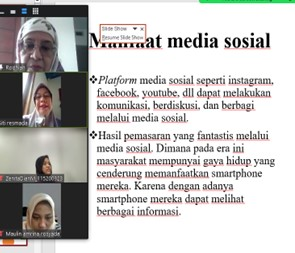 Slide Show
Resume Slide Show
Manfaat media sosial
❖Platform media sosial seperti instagram,
facebook, youtube, dll dapat melakukan
komunikasi, berdiskusi, dan berbagi
melalui media sosial.
❖Hasil pemasaran yang fantastis melalui
media sosial. Dimana pada era ini
masyarakat mempunyai gaya hidup yang
cenderung memanfaatkan smartphone
mereka. Karena dengan adanya
smartphone mereka dapat melihat
berbagai informasi.